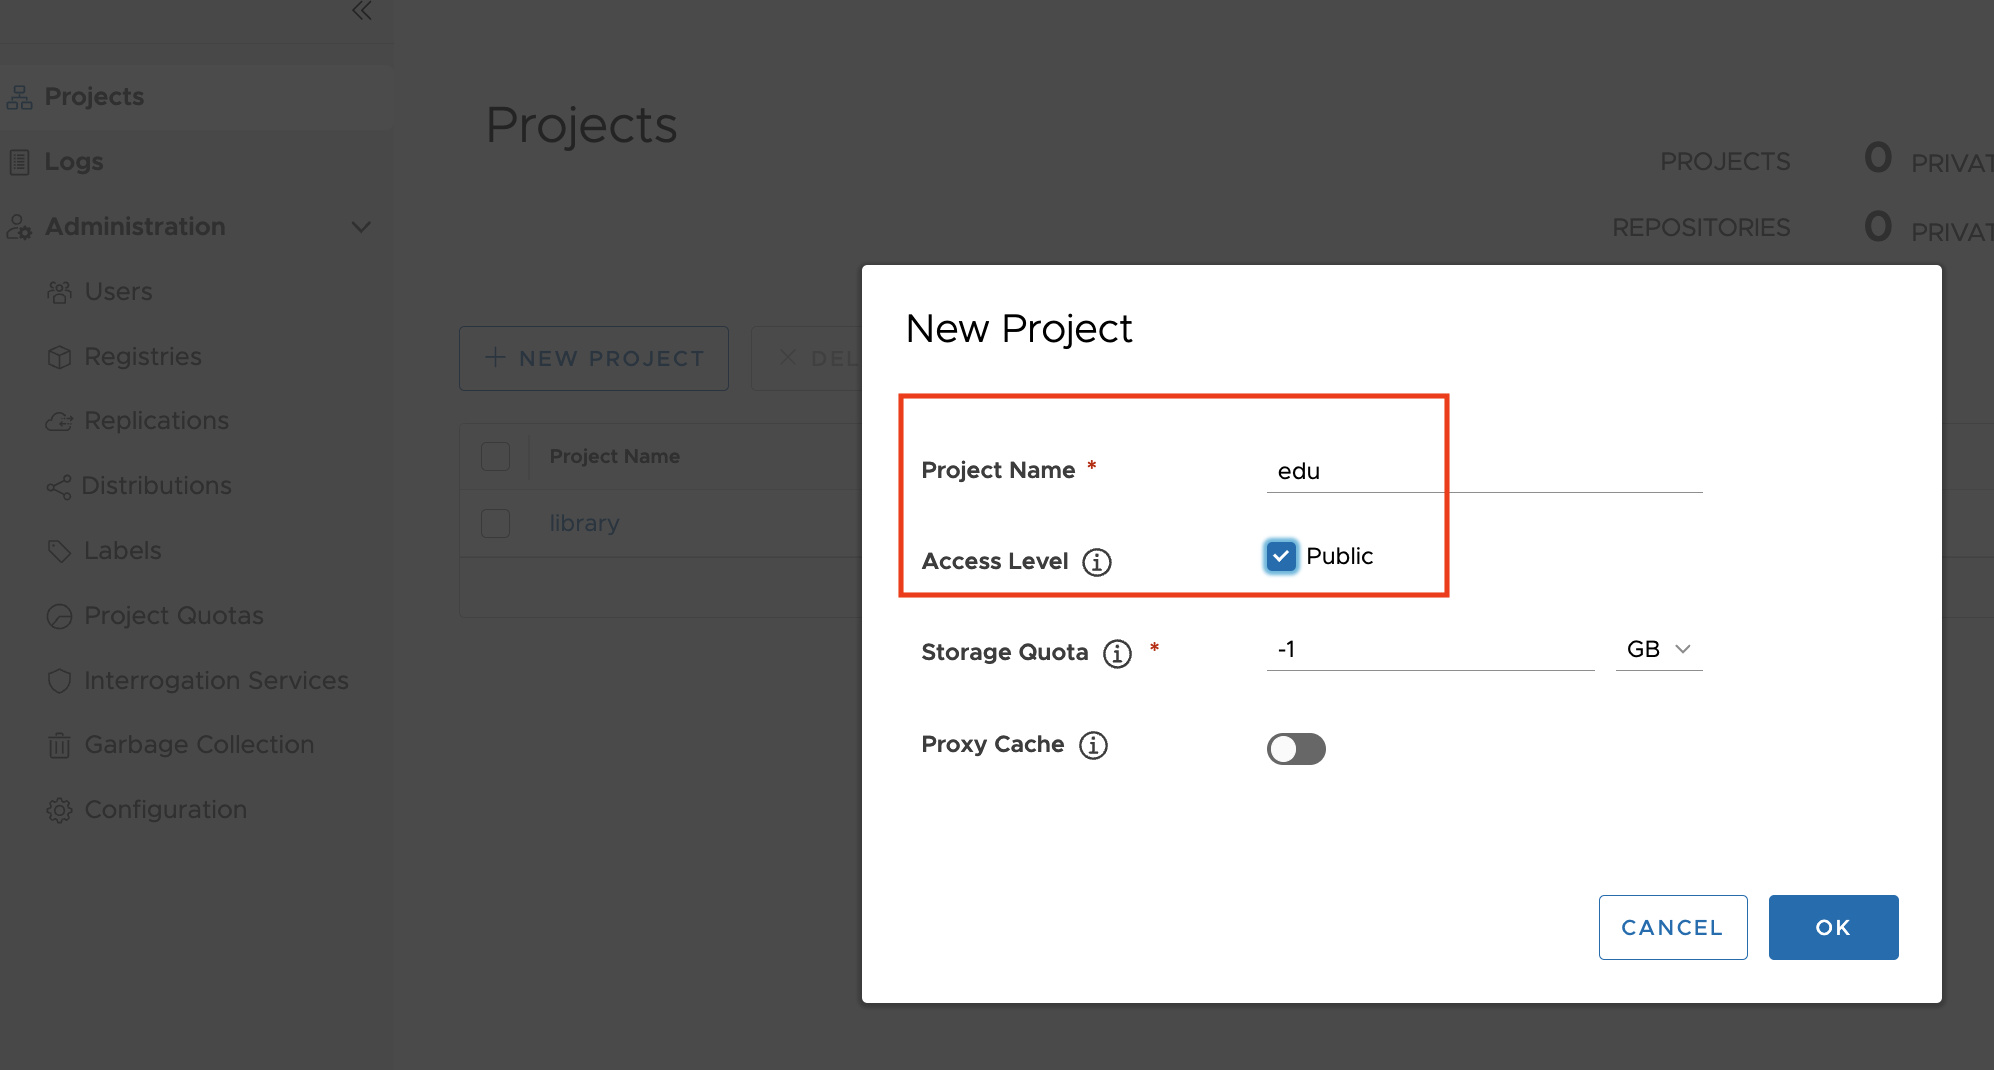 Projects
Logs
Administration
Users
Registries
Replications
Distributions
Labels
Project Quotas
Interrogation Services
Garbage Collection
Configuration
Projects
PROJECTS 0 PRIVAT
REPOSITORIES 0 PRIVAT
+ NEW PROJECT × DEL
Project Name
library
New Project
Project Name * edu
Access Level Public
Storage Quota * -1 GB
Proxy Cache
CANCEL OK